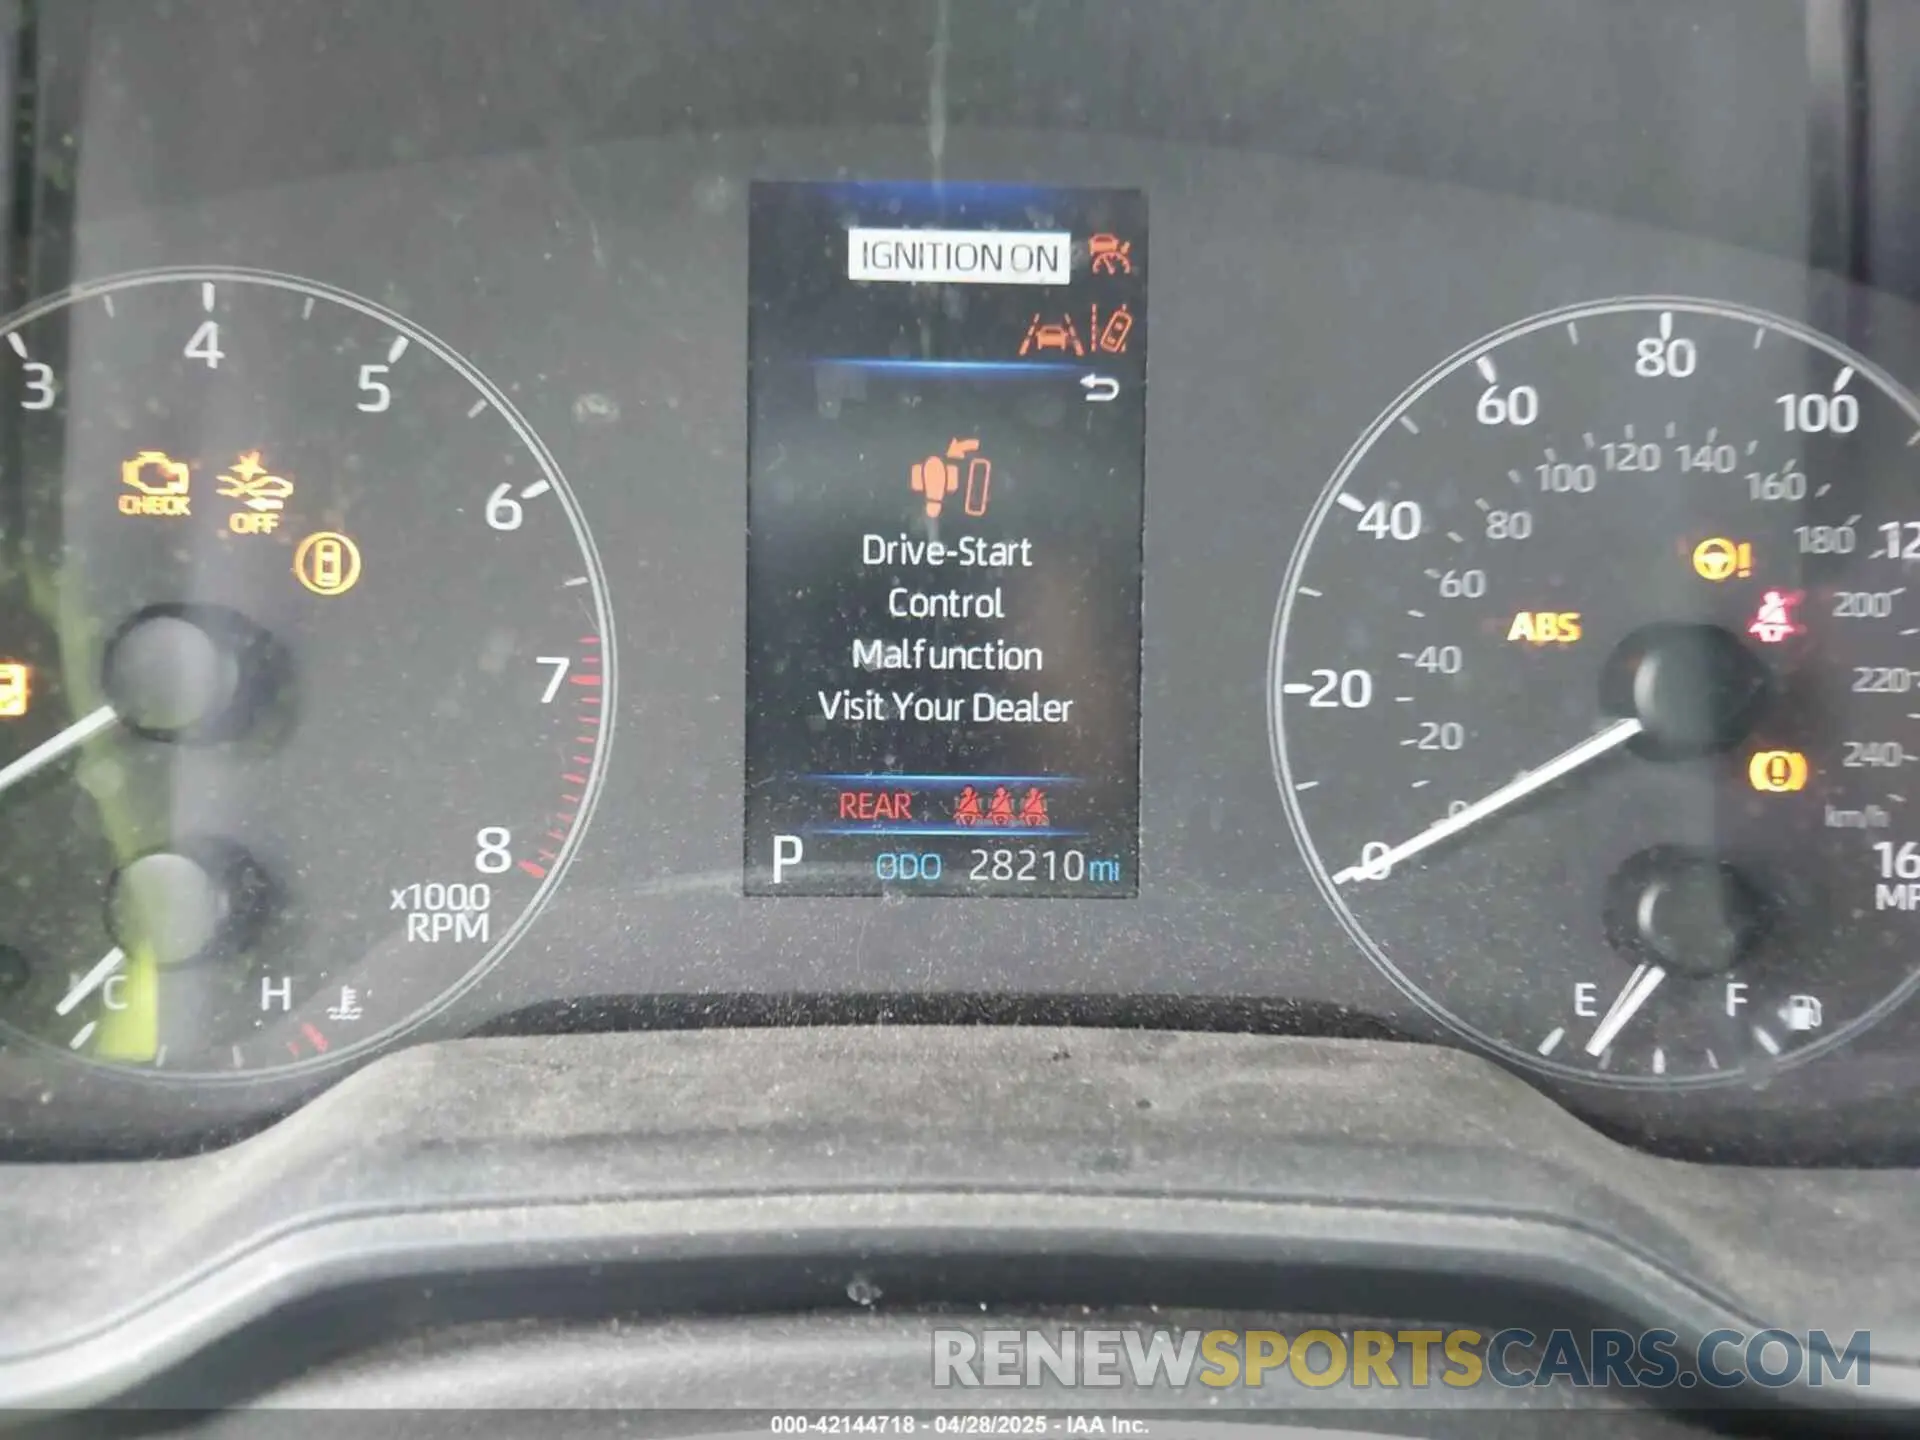 IGNITION ON
Drive-Start
Control
Malfunction
Visit Your Dealer
REAR
P ODO 28210 mi
3 4 5 6 7 8
x1000
RPM
CHECK
OFF
C H
20 40 60 80 100
0
20 40 60 80 100 120 140 160 180 200 220 240
km/h
ABS
E F
RENEWSPORTSCARS.COM
000-42144718 - 04/28/2025 - IAA Inc.